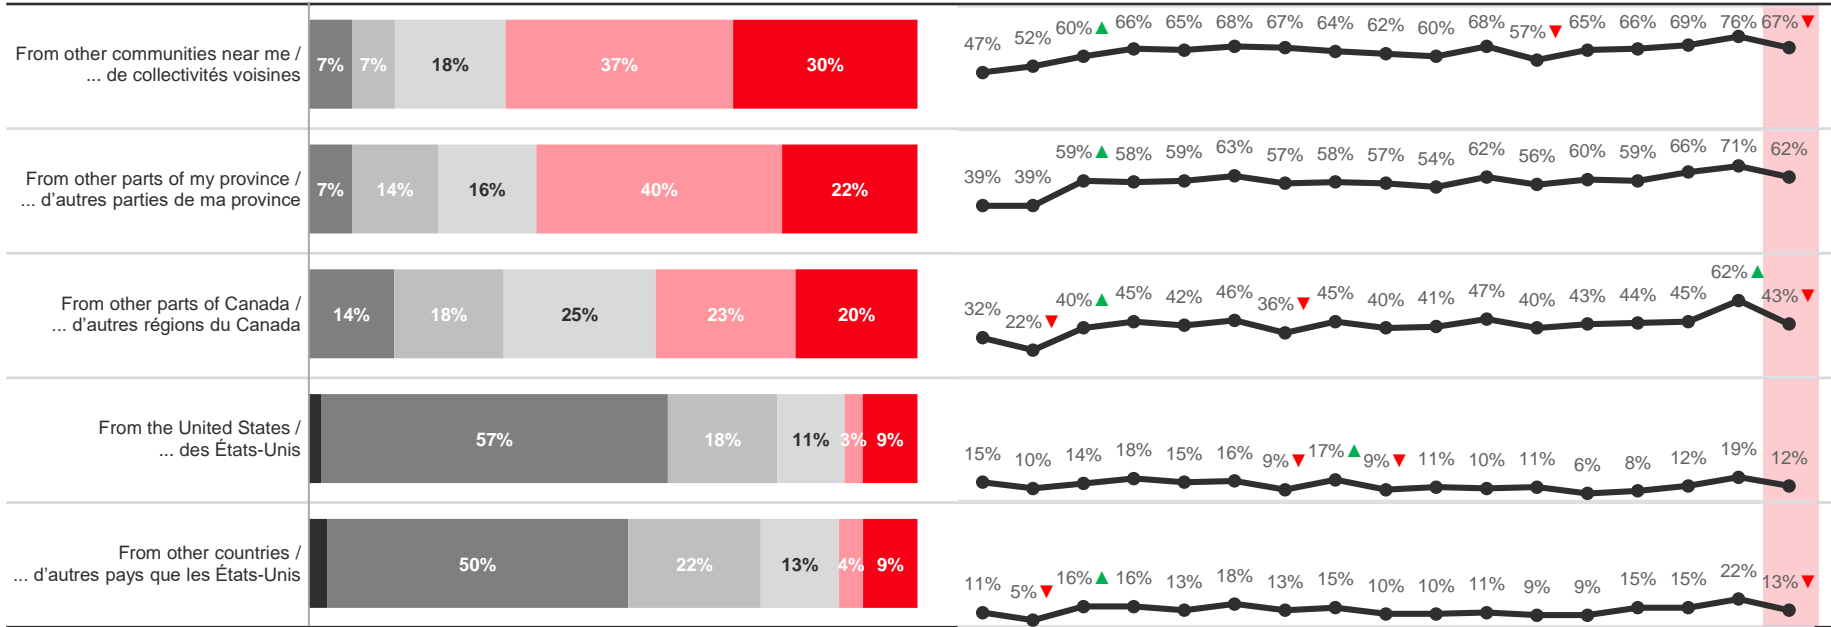 From other communities near me /
... de collectivités voisines
7% 7% 18% 37% 30%
47% 52% 60% ▲ 66% 65% 68% 67% 64% 62% 60% 68% 57% ▼ 65% 66% 69% 76% 67% ▼
From other parts of my province /
... d'autres parties de ma province
7% 14% 16% 40% 22%
39% 39% 59% ▲ 58% 59% 63% 57% 58% 57% 54% 62% 56% 60% 59% 66% 71% 62%
From other parts of Canada /
... d'autres régions du Canada
14% 18% 25% 23% 20%
32% 22% ▼ 40% ▲ 45% 42% 46% 36% ▼ 45% 40% 41% 47% 40% 43% 44% 45% 62% ▲ 43% ▼
From the United States /
... des États-Unis
57% 18% 11% 3% 9%
15% 10% 14% 18% 15% 16% 9% ▼ 17% ▲ 9% ▼ 11% 10% 11% 6% 8% 12% 19% 12%
From other countries /
... d'autres pays que les États-Unis
50% 22% 13% 4% 9%
11% 5% ▼ 16% ▲ 16% 13% 18% 13% 15% 10% 10% 11% 9% 9% 15% 15% 22% 13% ▼